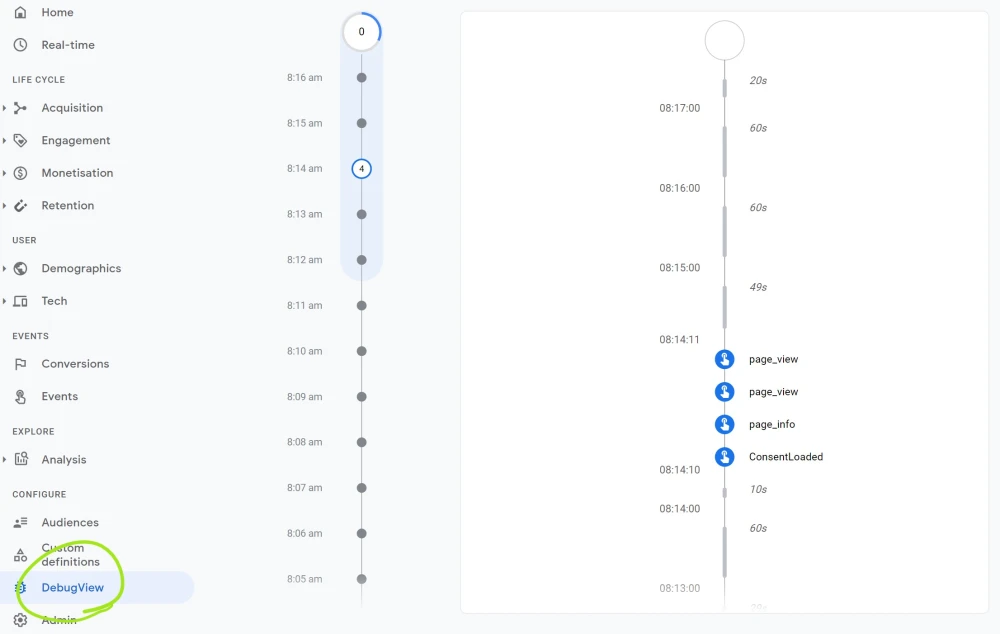 Home
Real-time
LIFE CYCLE
Acquisition
Engagement
Monetisation
Retention
USER
Demographics
Tech
EVENTS
Conversions
Events
EXPLORE
Analysis
CONFIGURE
Audiences
Custom
definitions
DebugView
Admin
0
8:16 am
8:15 am
8:14 am
4
8:13 am
8:12 am
8:11 am
8:10 am
8:09 am
8:08 am
8:07 am
8:06 am
8:05 am
20s
08:17:00
60s
08:16:00
60s
08:15:00
49s
08:14:11
page_view
page_view
page_info
ConsentLoaded
08:14:10
10s
08:14:00
60s
08:13:00